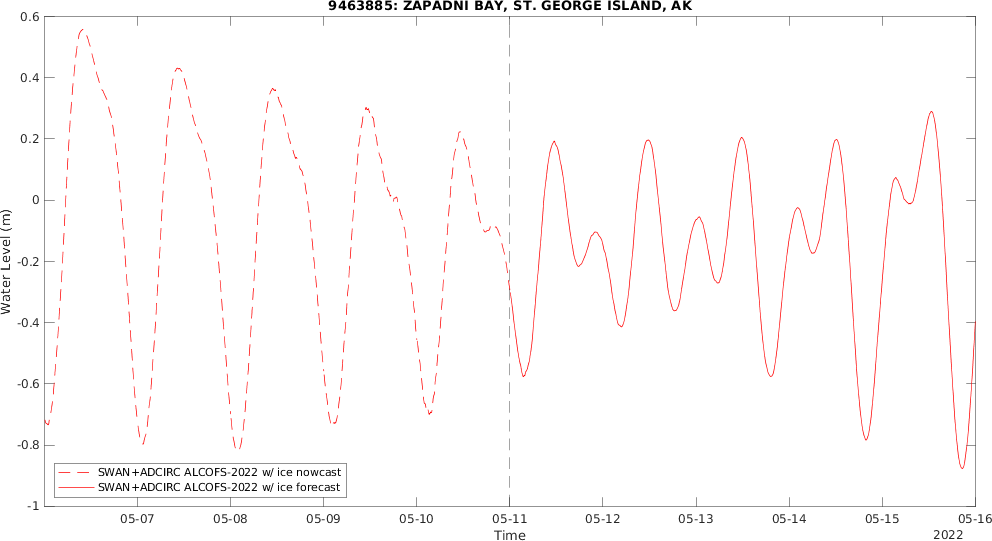 9463885: ZAPADNI BAY, ST. GEORGE ISLAND, AK
0.6
0.4
0.2
0
-0.2
-0.4
-0.6
-0.8
-1
Water Level (m)
SWAN+ADCIRC ALCOFS-2022 w/ ice nowcast
SWAN+ADCIRC ALCOFS-2022 w/ ice forecast
05-07 05-08 05-09 05-10 05-11 05-12 05-13 05-14 05-15 05-16
Time
2022